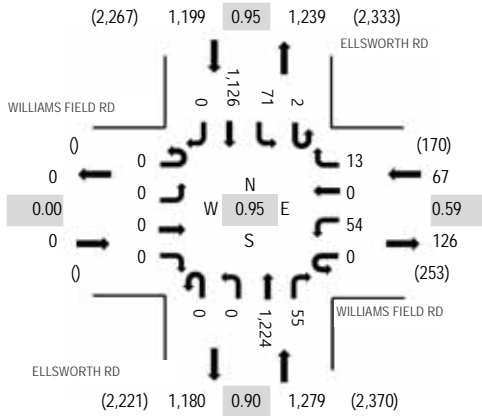 (2,267) 1,199 0.95 1,239 (2,333)
ELLSWORTH RD
WILLIAMS FIELD RD
0 1,126 71 2
() (170)
0 13
0 67
0 0
0.00 W N 0.95 E S 0.59
0 54
0 126
0 0
() (253)
0 0 1,224 55
WILLIAMS FIELD RD
ELLSWORTH RD
(2,221) 1,180 0.90 1,279 (2,370)